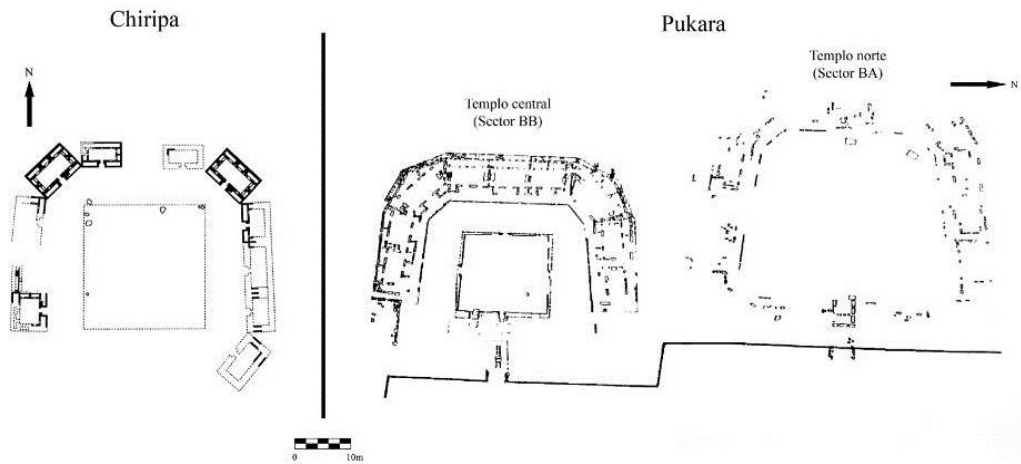 Chiripa
N
Pukara
Templo central
(Sector BB)
Templo norte
(Sector BA)
N
0 10m